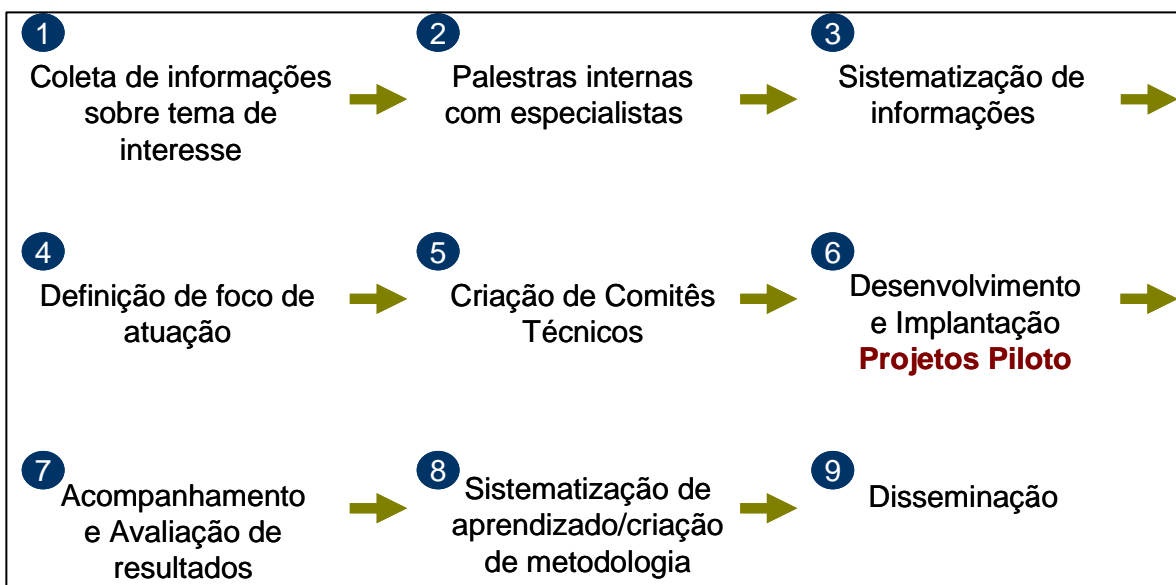 1
Coleta de informações
sobre tema de
interesse
2
Palestras internas
com especialistas
3
Sistematização de
informações
4
Definição de foco de
atuação
5
Criação de Comitês
Técnicos
6
Desenvolvimento
e Implantação
Projetos Piloto
7
Acompanhamento
e Avaliação de
resultados
8
Sistematização de
aprendizado/criação
de metodologia
9
Disseminação